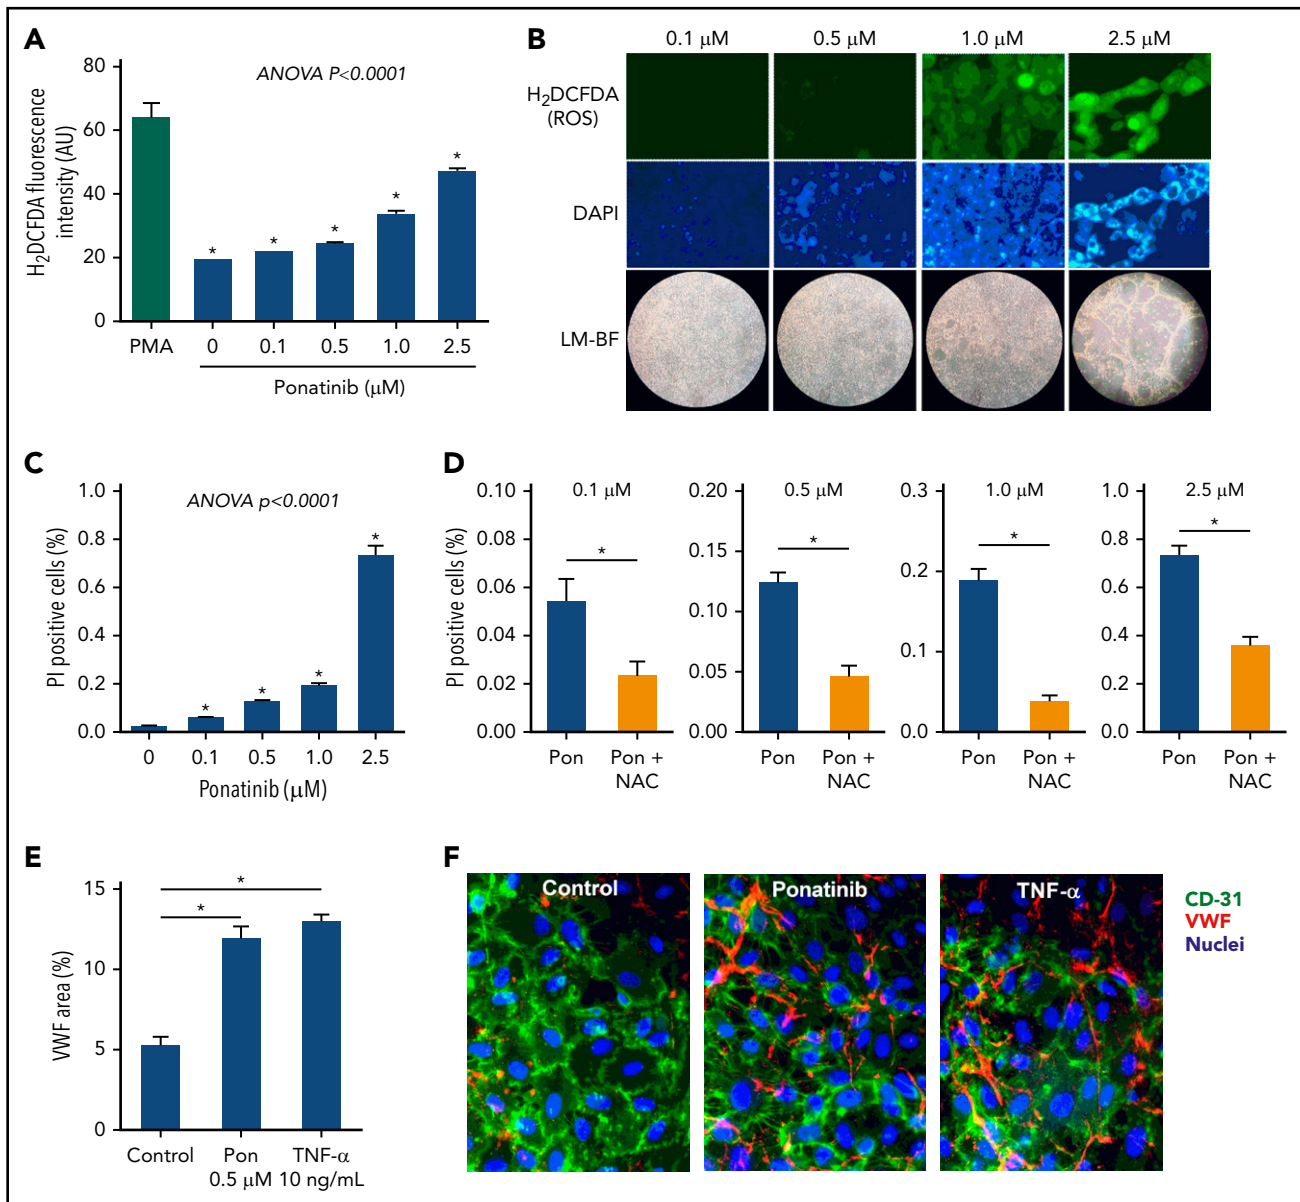 A
ANOVA P<0.0001
H2DCFDA fluorescence
intensity (AU)
80
60
40
20
0
PMA 0 0.1 0.5 1.0 2.5
Ponatinib (μM)
B
0.1 μM 0.5 μM 1.0 μM 2.5 μM
H2DCFDA
(ROS)
DAPI
LM-BF
C
ANOVA p<0.0001
PI positive cells (%)
1.0
0.8
0.6
0.4
0.2
0.0
0 0.1 0.5 1.0 2.5
Ponatinib (μM)
D
PI positive cells (%)
0.1 μM
0.10
0.08
0.06
0.04
0.02
0.00
Pon Pon +
NAC
0.5 μM
0.20
0.15
0.10
0.05
0.00
Pon Pon +
NAC
1.0 μM
0.3
0.2
0.1
0.0
Pon Pon +
NAC
2.5 μM
1.0
0.8
0.6
0.4
0.2
0.0
Pon Pon +
NAC
E
VWF area (%)
15
10
5
0
Control Pon TNF-α
0.5 μM 10 ng/mL
F
Control Ponatinib TNF-α
CD-31
VWF
Nuclei